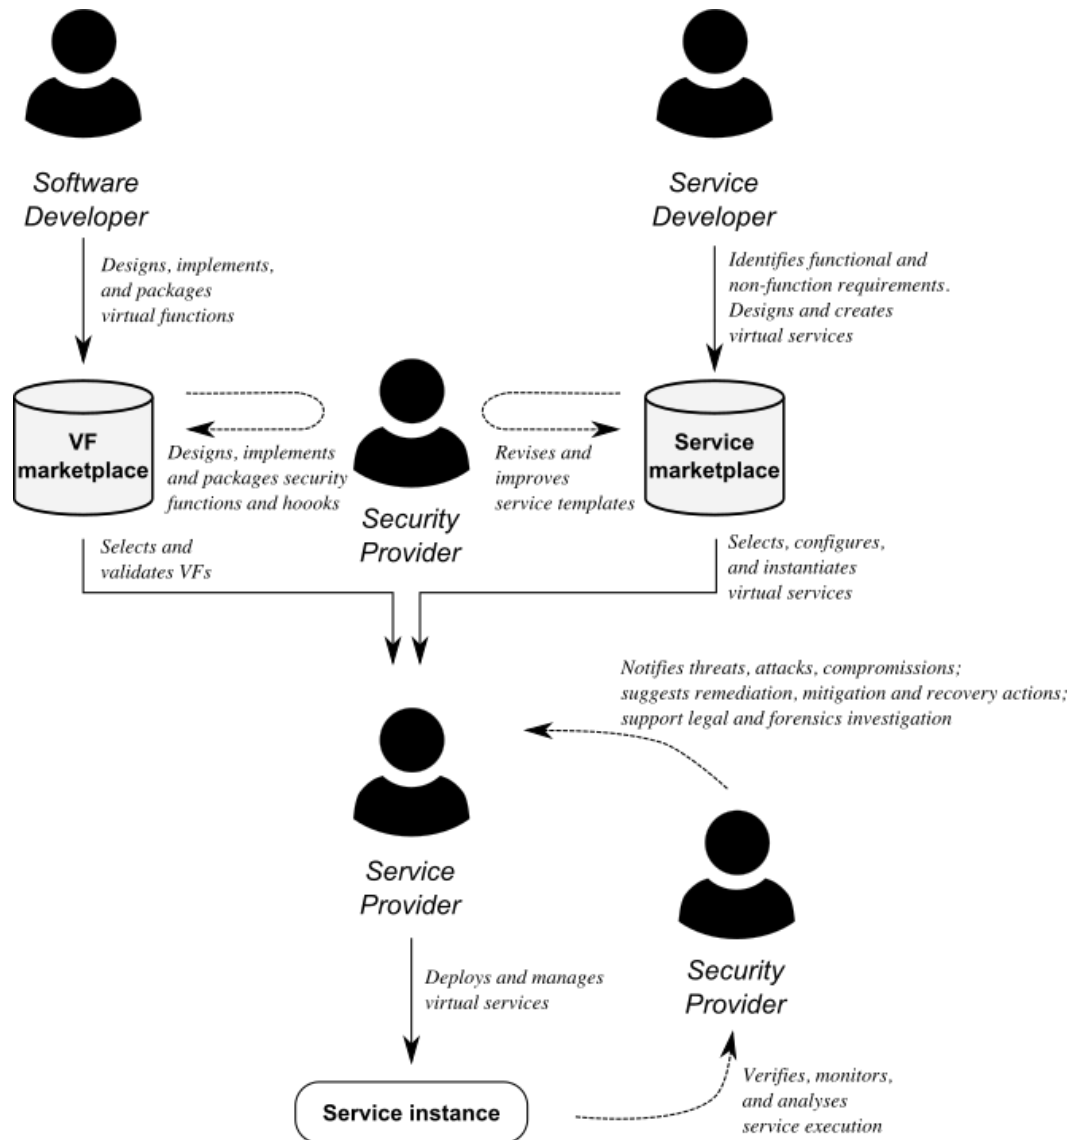 Software
Developer
Service
Developer
Designs, implements,
and packages
virtual functions
Identifies functional and
non-function requirements.
Designs and creates
virtual services
VF
marketplace
Designs, implements
and packages security
functions and hoooks
Security
Provider
Revises and
improves
service templates
Service
marketplace
Selects and
validates VFs
Selects, configures,
and instantiates
virtual services
Notifies threats, attacks, compromissions;
suggests remediation, mitigation and recovery actions;
support legal and forensics investigation
Service
Provider
Security
Provider
Deploys and manages
virtual services
Service instance
Verifies, monitors,
and analyses
service execution